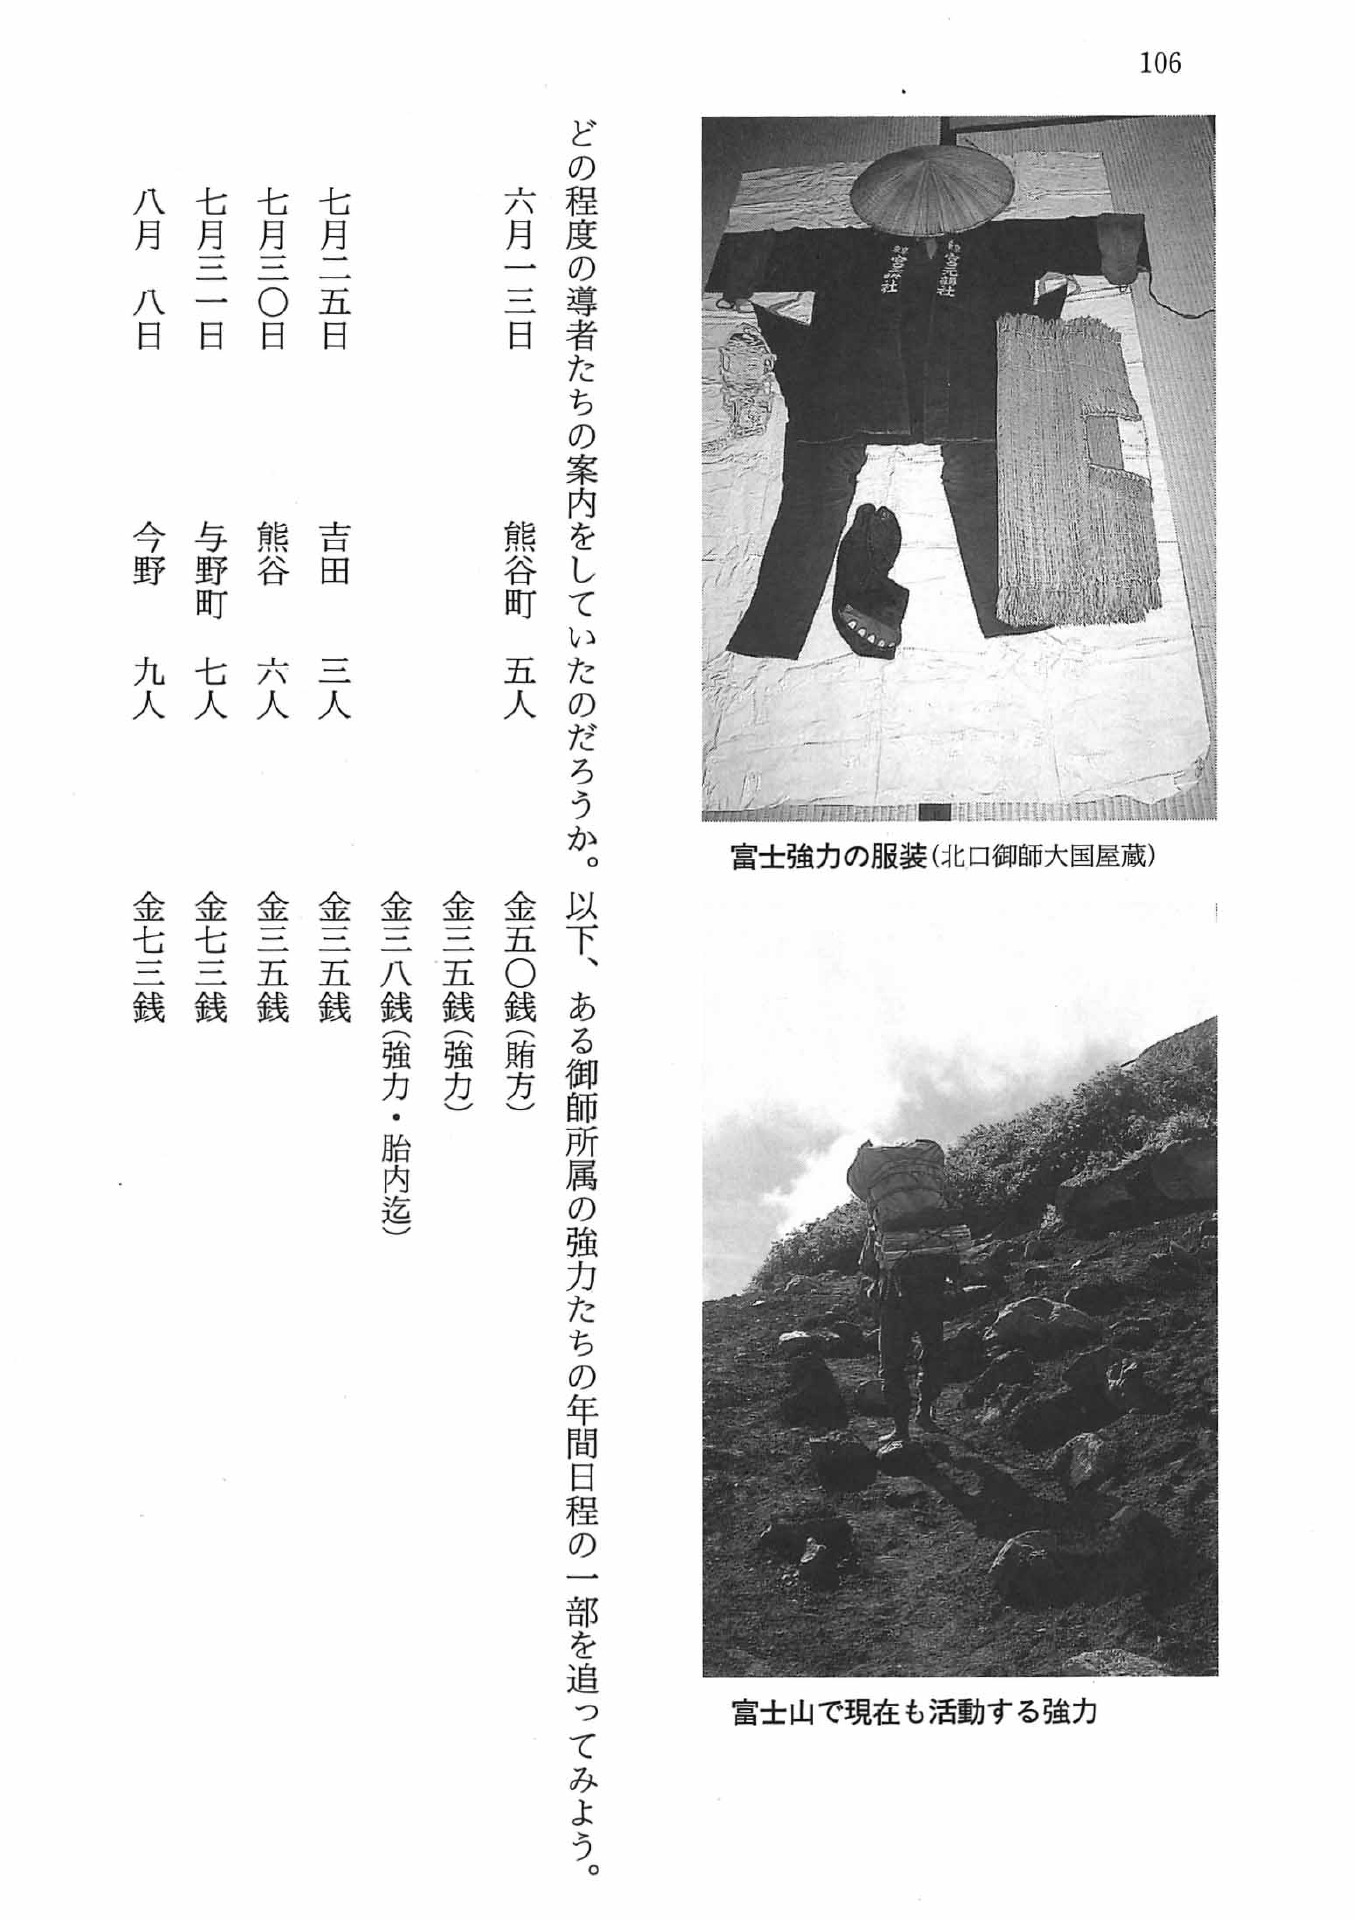 106
富士強力の服装(北口御師大国屋蔵)
富士山で現在も活動する強力
どの程度の導者たちの案内をしていたのだろうか。以下、ある御師所属の強力たちの年間日程の一部を追ってみよう。
六月一三日 熊谷町 五人 金五〇銭(賄方)
金三五銭(強力)
金三八銭(強力・胎内迄)
七月二五日 吉田 三人 金三五銭
七月三〇日 熊谷 六人 金三五銭
七月三一日 与野町 七人 金七三銭
八月 八日 今野 九人 金七三銭